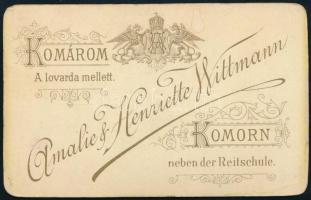 KOMÁROM
A lovarda mellett.
Amalie & Henriette Wittmann
KOMORN
neben der Reitschule.